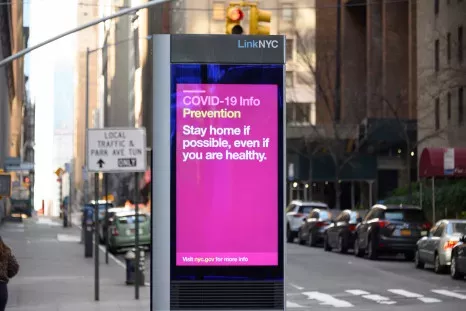 LinkNYC
COVID-19 Info
Prevention
Stay home if
possible, even if
you are healthy.
Visit nyc.gov for more info
LOCAL
TRAFFIC &
PARK AVE TUN
ONLY